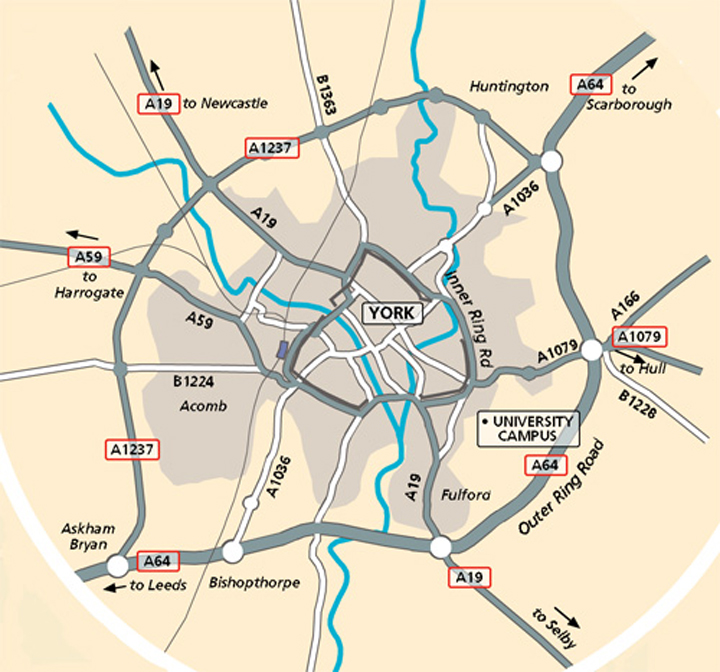 B1363
Huntington
A64
to
Scarborough
A19
to Newcastle
A1237
A1036
A19
A59
to
Harrogate
Inner Ring Rd
YORK
A59
A166
A1079
A1079
to Hull
B1224
Acomb
B1228
UNIVERSITY
CAMPUS
A1237
A64
Outer Ring Road
A1036
A19
Fulford
Askham
Bryan
A64
to Leeds
Bishopthorpe
A19
to Selby